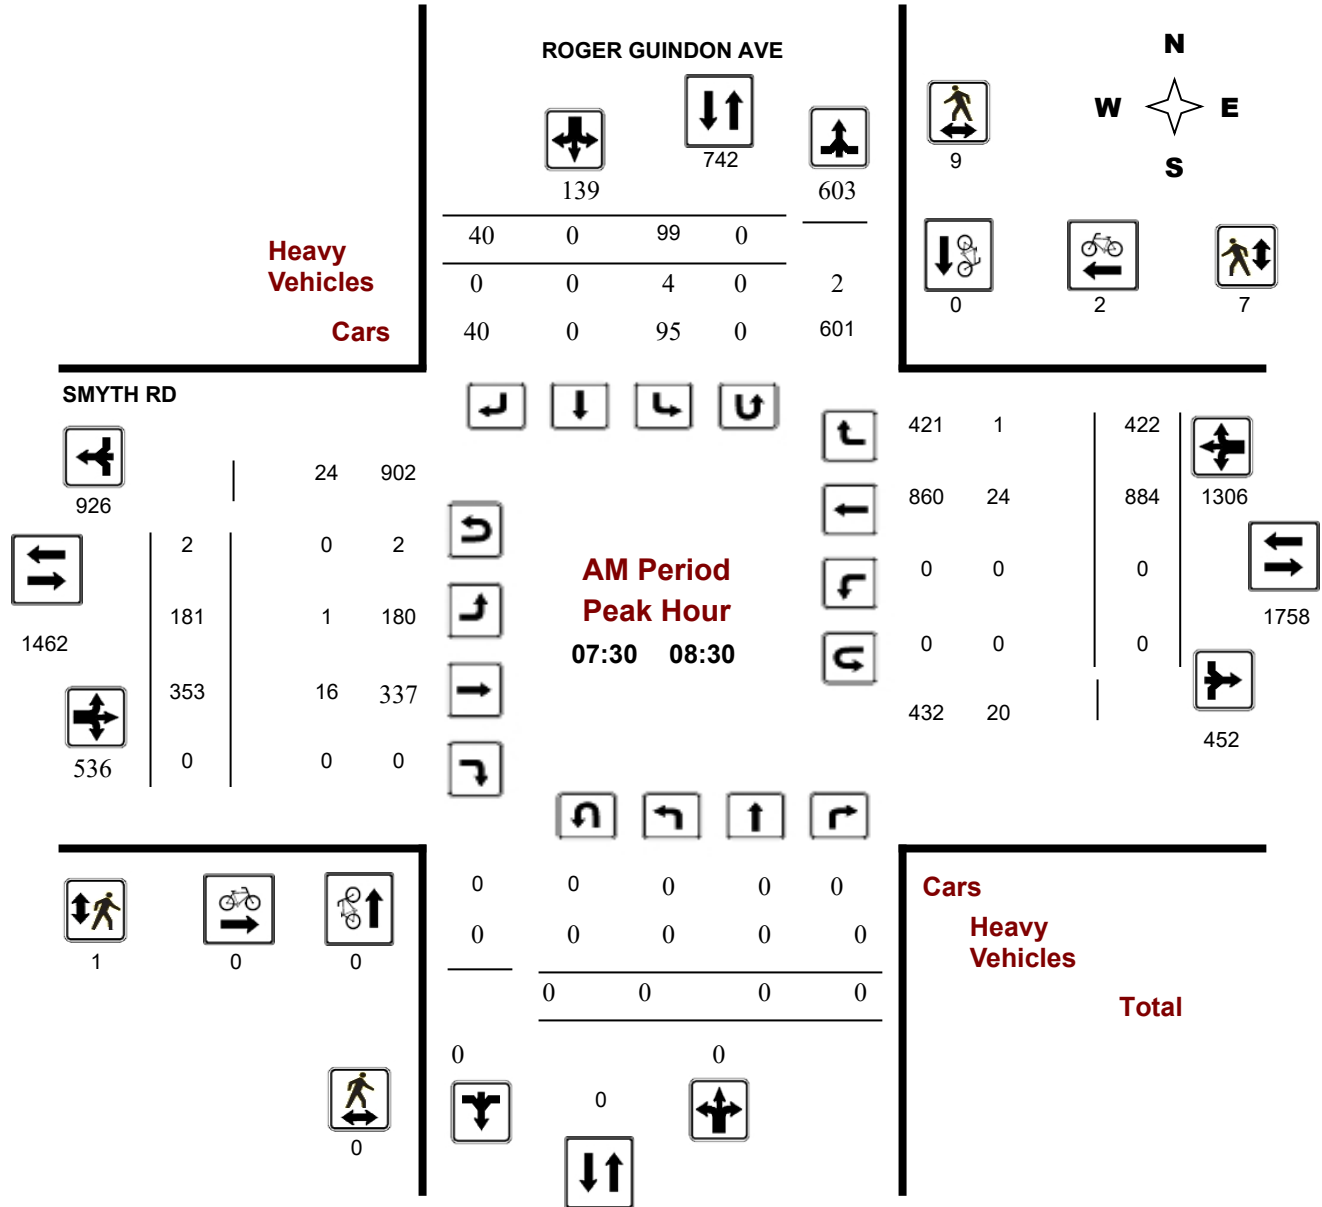 ROGER GUINDON AVE
N
W E
S
742
9
139 603
40 0 99 0
Heavy
Vehicles
0 0 4 0 2
0 2 7
Cars
40 0 95 0 601
SMYTH RD
421 1 422
24 902
926
860 24 884 1306
2 0 2
AM Period
0 0 0
Peak Hour
181 1 180
1758
1462
07:30 08:30
0 0 0
353 16 337
432 20
452
536 0 0 0
0 0 0 0 0
Cars
Heavy
Vehicles
0 0 0 0 0
1 0 0
0 0 0 0
Total
0 0
0
0